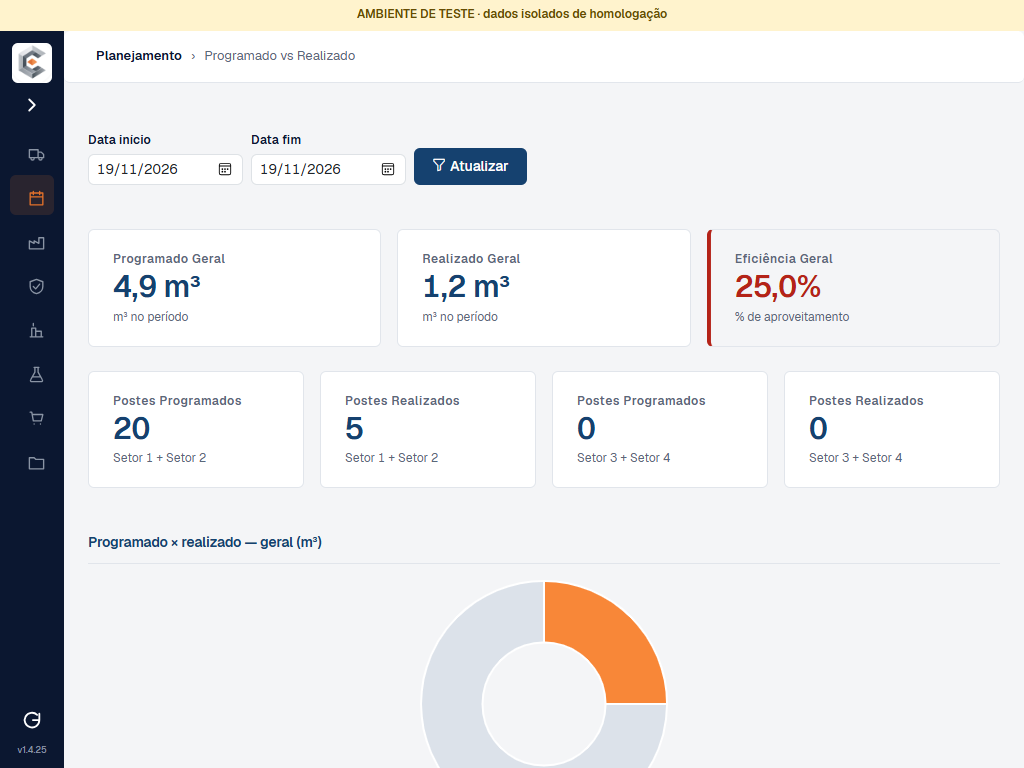 AMBIENTE DE TESTE · dados isolados de homologação
Planejamento › Programado vs Realizado
Data início
Data fim
19/11/2026
19/11/2026
Atualizar
Programado Geral
4,9 m³
m³ no período
Realizado Geral
1,2 m³
m³ no período
Eficiência Geral
25,0%
% de aproveitamento
Postes Programados
20
Setor 1 + Setor 2
Postes Realizados
5
Setor 1 + Setor 2
Postes Programados
0
Setor 3 + Setor 4
Postes Realizados
0
Setor 3 + Setor 4
Programado × realizado — geral (m³)
v1.4.25